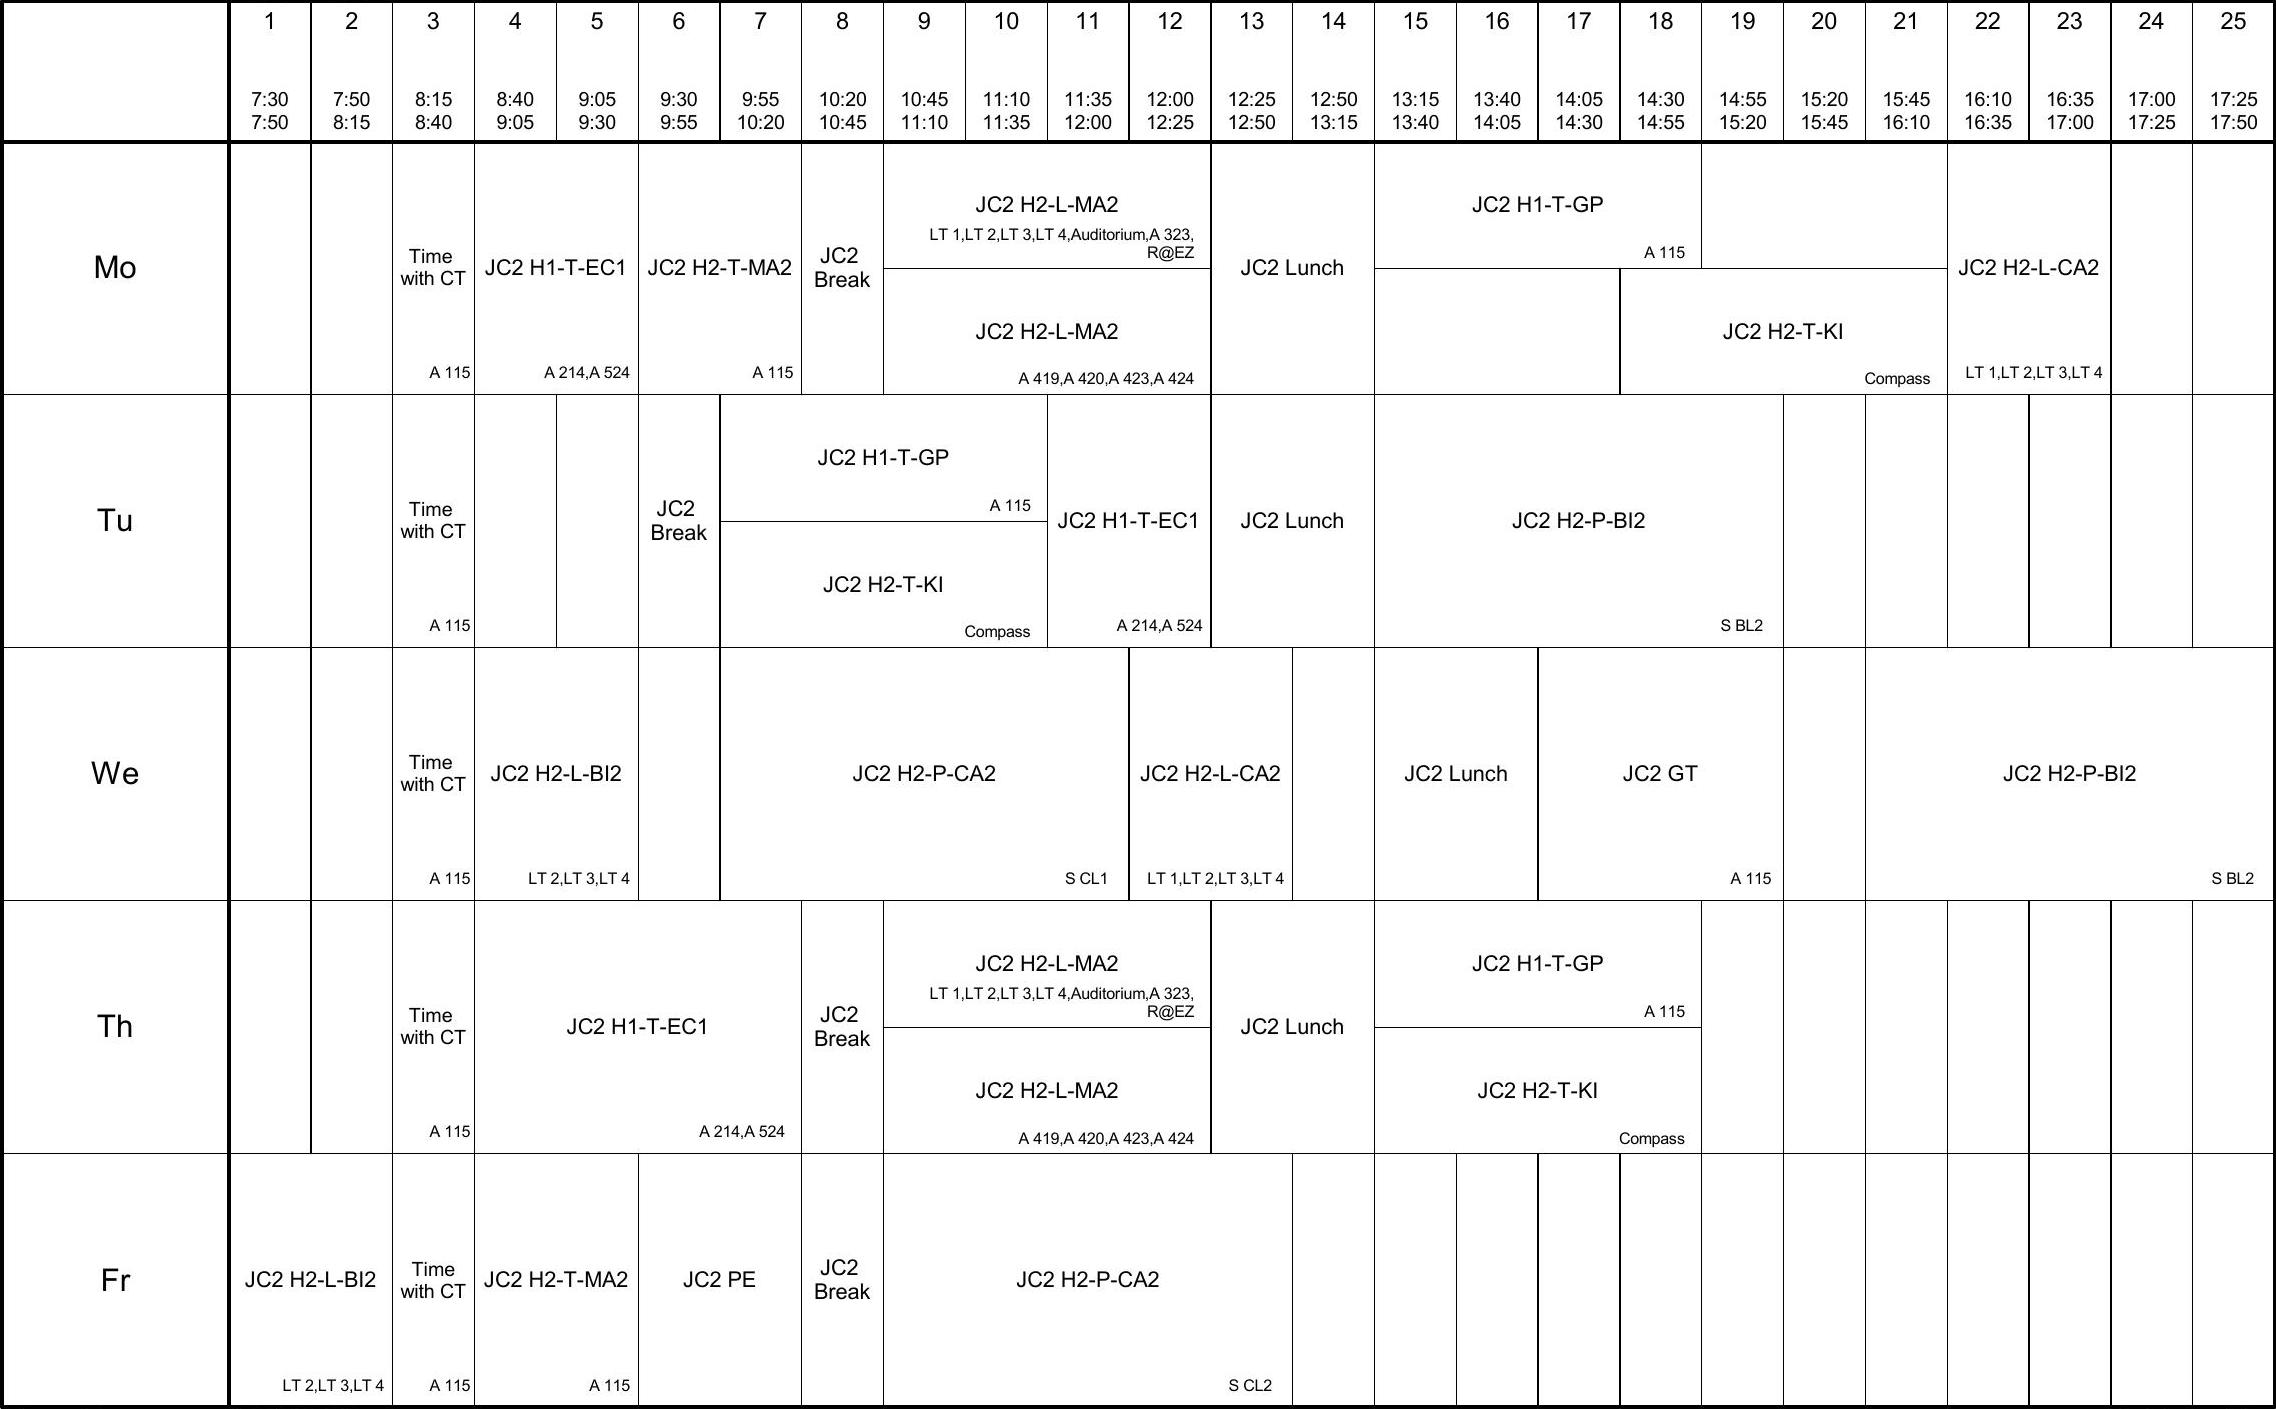 1 2 3 4 5 6 7 8 9 10 11 12 13 14 15 16 17 18 19 20 21 22 23 24 25
7:30 7:50 8:15 8:40 9:05 9:30 9:55 10:20 10:45 11:10 11:35 12:00 12:25 12:50 13:15 13:40 14:05 14:30 14:55 15:20 15:45 16:10 16:35 17:00 17:25
7:50 8:15 8:40 9:05 9:30 9:55 10:20 10:45 11:10 11:35 12:00 12:25 12:50 13:15 13:40 14:05 14:30 14:55 15:20 15:45 16:10 16:35 17:00 17:25 17:50
Mo
Time
with CT
A 115
JC2 H1-T-EC1
A 214,A 524
JC2 H2-T-MA2
A 115
JC2
Break
JC2 H2-L-MA2
LT 1,LT 2,LT 3,LT 4,Auditorium,A 323,
R@EZ
JC2 H2-L-MA2
A 419,A 420,A 423,A 424
JC2 Lunch
JC2 H1-T-GP
A 115
JC2 H2-T-KI
Compass
JC2 H2-L-CA2
LT 1,LT 2,LT 3,LT 4
Tu
Time
with CT
A 115
JC2
Break
JC2 H1-T-GP
A 115
JC2 H2-T-KI
Compass
JC2 H1-T-EC1
A 214,A 524
JC2 Lunch
JC2 H2-P-BI2
S BL2
We
Time
with CT
A 115
JC2 H2-L-BI2
LT 2,LT 3,LT 4
JC2 H2-P-CA2
S CL1
JC2 H2-L-CA2
LT 1,LT 2,LT 3,LT 4
JC2 Lunch
JC2 GT
A 115
JC2 H2-P-BI2
S BL2
Th
Time
with CT
A 115
JC2 H1-T-EC1
A 214,A 524
JC2
Break
JC2 H2-L-MA2
LT 1,LT 2,LT 3,LT 4,Auditorium,A 323,
R@EZ
JC2 H2-L-MA2
A 419,A 420,A 423,A 424
JC2 Lunch
JC2 H1-T-GP
A 115
JC2 H2-T-KI
Compass
Fr
JC2 H2-L-BI2
LT 2,LT 3,LT 4
Time
with CT
A 115
JC2 H2-T-MA2
A 115
JC2 PE
JC2
Break
JC2 H2-P-CA2
S CL2